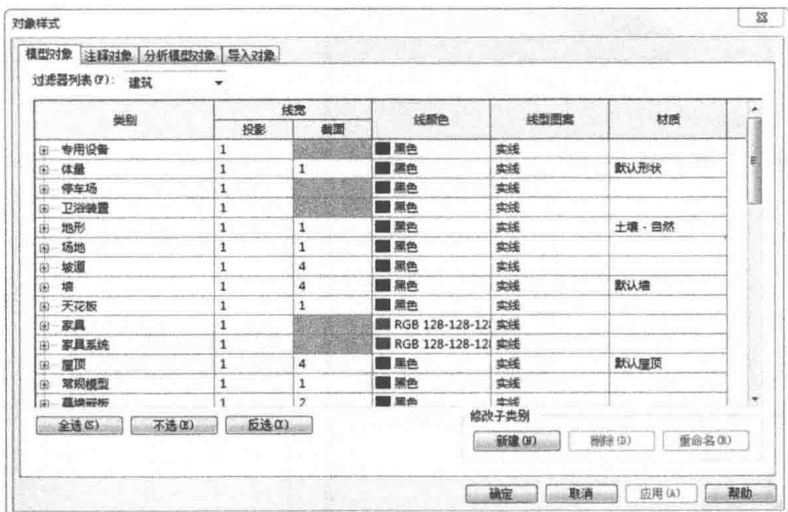 对象样式
模型对象 注释对象 分析模型对象 导入对象
过滤器列表(F): 建筑
类别 线宽 线颜色 线型图案 材质
投影 截面
专用设备 1 黑色 实线
体量 1 1 黑色 实线 默认形状
停车场 1 黑色 实线
卫浴装置 1 黑色 实线
地形 1 1 黑色 实线 土壤 - 自然
场地 1 1 黑色 实线
坡道 1 4 黑色 实线
墙 1 4 黑色 实线 默认墙
天花板 1 1 黑色 实线
家具 1 RGB 128-128-12 实线
家具系统 1 RGB 128-128-12 实线
屋顶 1 4 黑色 实线 默认屋顶
常规模型 1 1 黑色 实线
幕墙嵌板 1 2 黑色 实线
全选(S) 不选(E) 反选(I)
修改子类别
新建(N) 删除(D) 重命名(R)
确定 取消 应用(A) 帮助